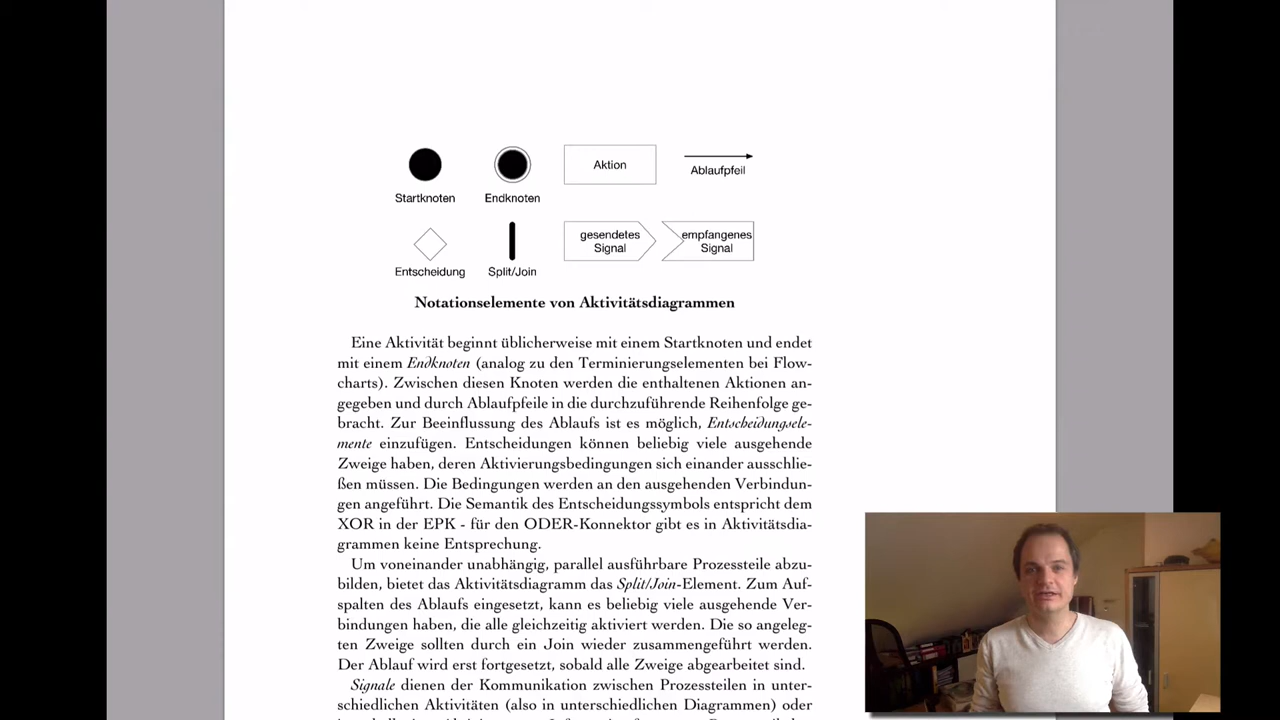 Aktion
Ablaufpfeil
Startknoten
Endknoten
gesendetes
Signal
empfangenes
Signal
Entscheidung
Split/Join
Notationselemente von Aktivitätsdiagrammen
Eine Aktivität beginnt üblicherweise mit einem Startknoten und endet
mit einem Endknoten (analog zu den Terminierungselementen bei Flow-
charts). Zwischen diesen Knoten werden die enthaltenen Aktionen an-
gegeben und durch Ablaufpfeile in die durchzuführende Reihenfolge ge-
bracht. Zur Beeinflussung des Ablaufs ist es möglich, Entscheidungsele-
mente einzufügen. Entscheidungen können beliebig viele ausgehende
Zweige haben, deren Aktivierungsbedingungen sich einander ausschlie-
ßen müssen. Die Bedingungen werden an den ausgehenden Verbindun-
gen angeführt. Die Semantik des Entscheidungssymbols entspricht dem
XOR in der EPK - für den ODER-Konnektor gibt es in Aktivitätsdia-
grammen keine Entsprechung.
Um voneinander unabhängig, parallel ausführbare Prozessteile abzu-
bilden, bietet das Aktivitätsdiagramm das Split/Join-Element. Zum Auf-
spalten des Ablaufs eingesetzt, kann es beliebig viele ausgehende Ver-
bindungen haben, die alle gleichzeitig aktiviert werden. Die so angeleg-
ten Zweige sollten durch ein Join wieder zusammengeführt werden.
Der Ablauf wird erst fortgesetzt, sobald alle Zweige abgearbeitet sind.
Signale dienen der Kommunikation zwischen Prozessteilen in unter-
schiedlichen Aktivitäten (also in unterschiedlichen Diagrammen) oder